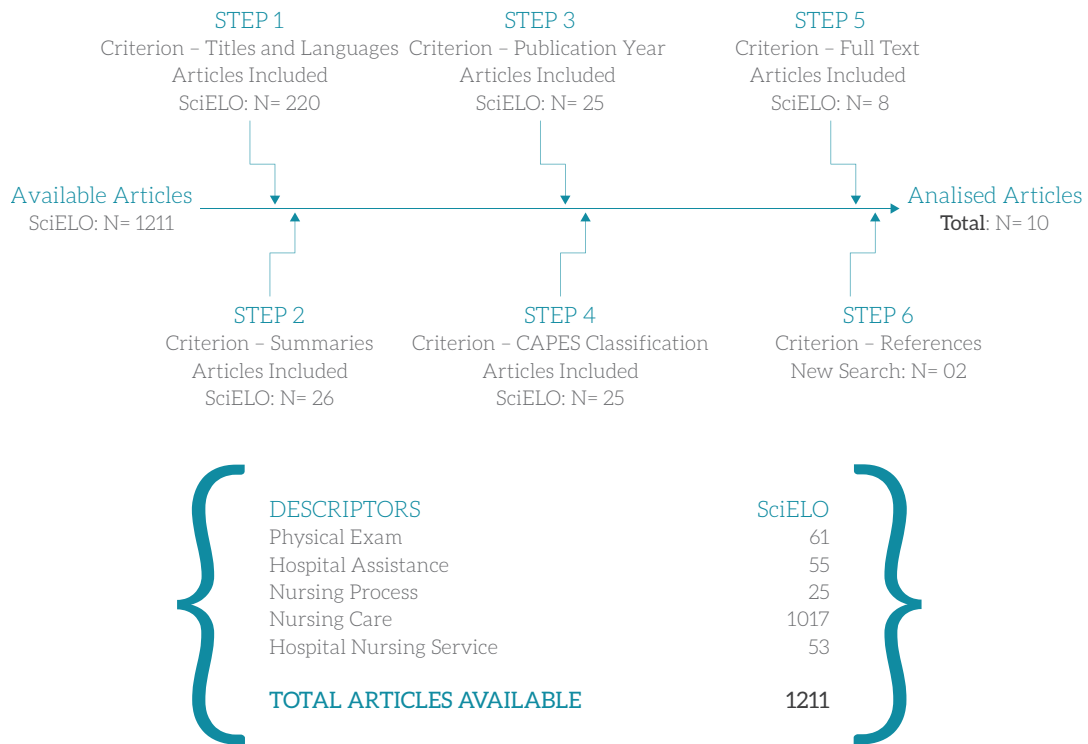 STEP 1
Criterion – Titles and Languages
Articles Included
SciELO: N= 220
STEP 3
Criterion – Publication Year
Articles Included
SciELO: N= 25
STEP 5
Criterion – Full Text
Articles Included
SciELO: N= 8
Available Articles
SciELO: N= 1211
Analised Articles
Total: N= 10
STEP 2
Criterion – Summaries
Articles Included
SciELO: N= 26
STEP 4
Criterion – CAPES Classification
Articles Included
SciELO: N= 25
STEP 6
Criterion – References
New Search: N= 02
DESCRIPTORS SciELO
Physical Exam 61
Hospital Assistance 55
Nursing Process 25
Nursing Care 1017
Hospital Nursing Service 53
TOTAL ARTICLES AVAILABLE 1211